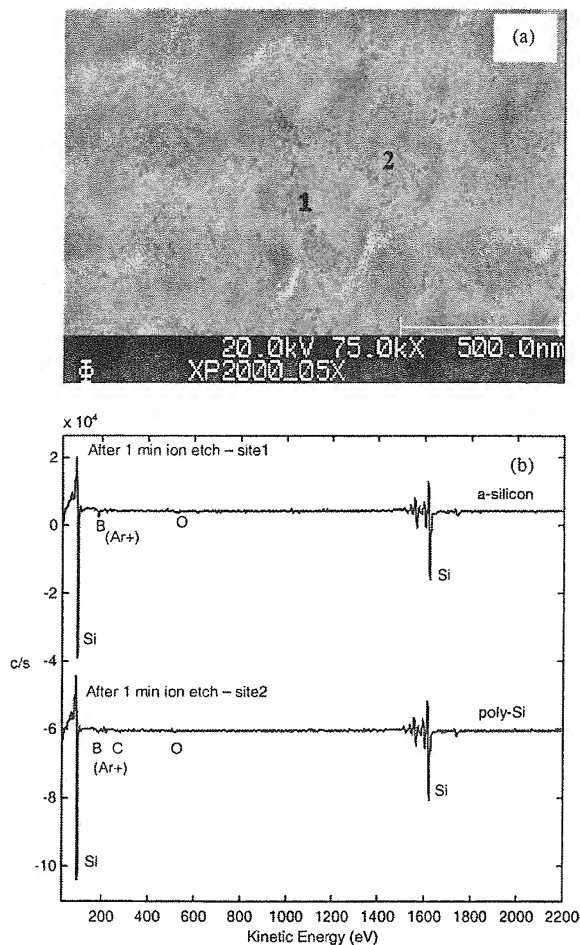 (a)
2
1
20.0kV 75.0kX 500.0nm
Φ XP2000_05X
x 10⁴
2
After 1 min ion etch – site1
(b)
a-silicon
0
B
(Ar+)
O
-2
Si
Si
-4
c/s
After 1 min ion etch – site2
poly-Si
-6
B C O
(Ar+)
-8
Si
Si
-10
200 400 600 800 1000 1200 1400 1600 1800 2000 2200
Kinetic Energy (eV)